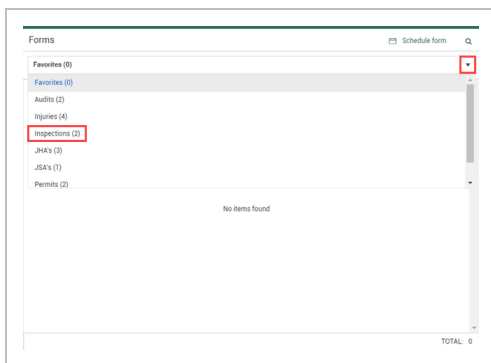 Forms
Schedule form
Favorites (0)
Favorites (0)
Audits (2)
Injuries (4)
Inspections (2)
JHA's (3)
JSA's (1)
Permits (2)
No items found
TOTAL: 0